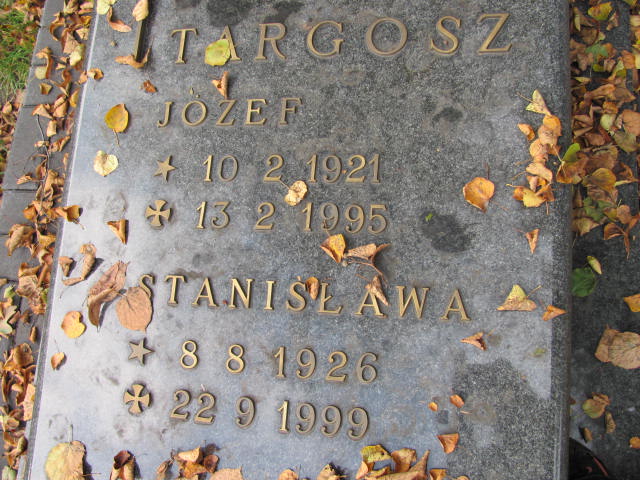 TARGOSZ
JÓZEF
10 2 1921
13 2 1995
STANISŁAWA
8 8 1926
22 9 1999